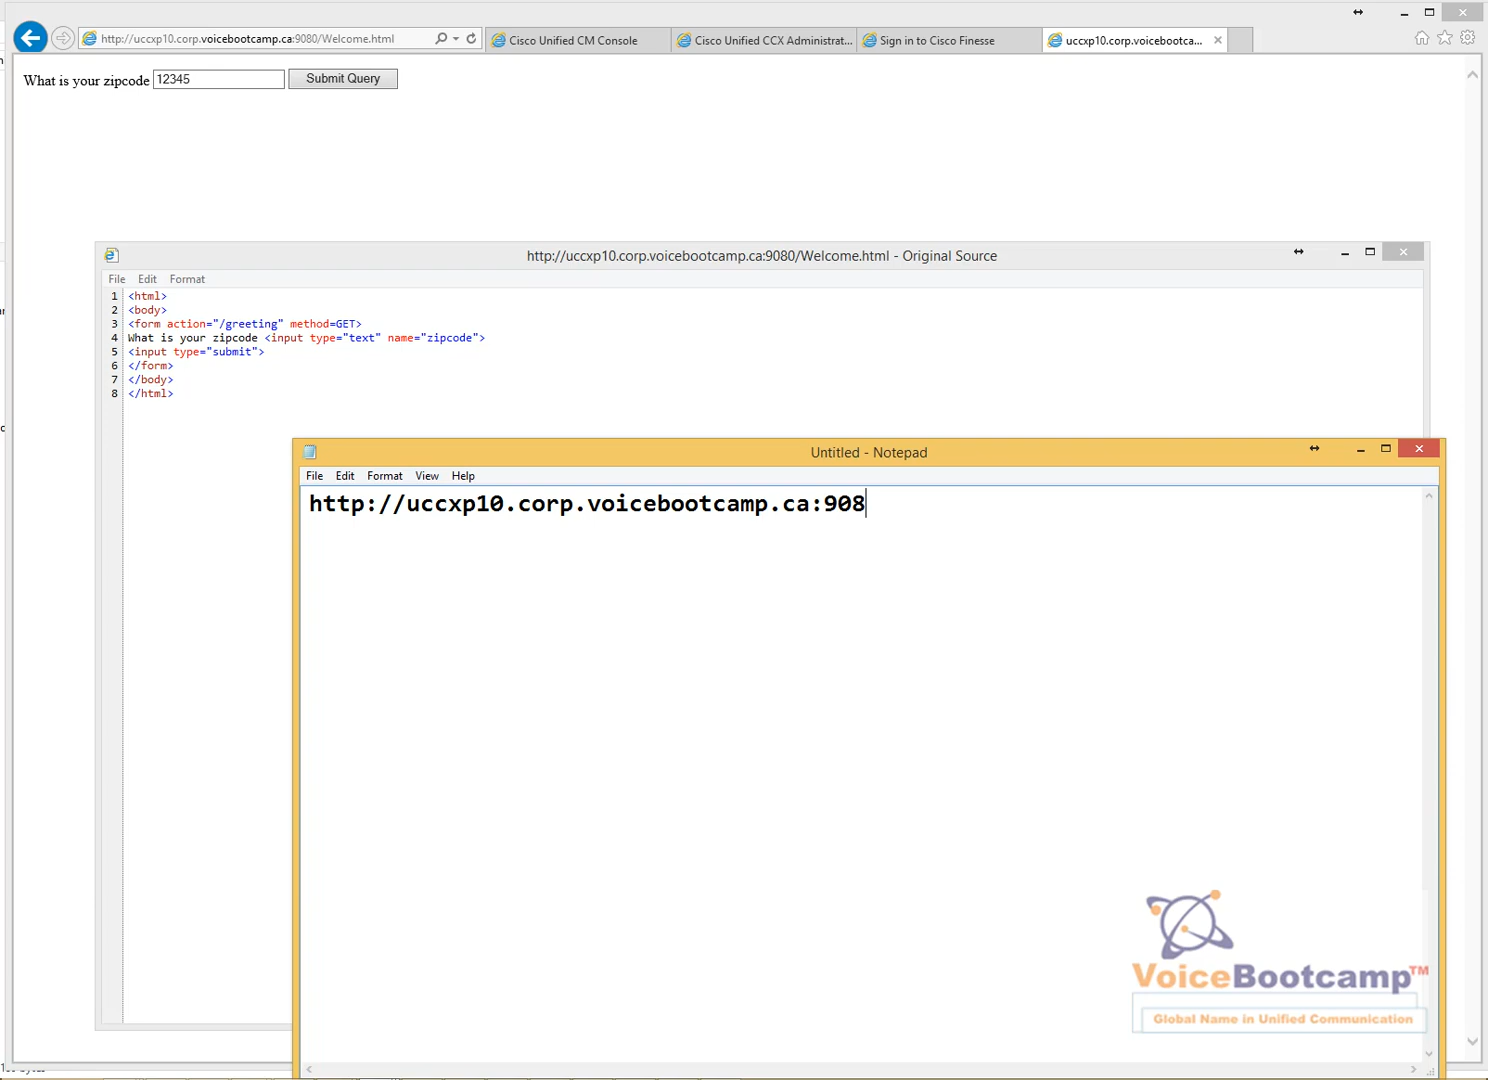 http://uccxp10.corp.voicebootcamp.ca:9080/Welcome.html
Cisco Unified CM Console
Cisco Unified CCX Administrat...
Sign in to Cisco Finesse
uccxp10.corp.voicebootca...
What is your zipcode 12345 Submit Query
http://uccxp10.corp.voicebootcamp.ca:9080/Welcome.html - Original Source
File Edit Format
1 <html>
2 <body>
3 <form action="/greeting" method=GET>
4 What is your zipcode <input type="text" name="zipcode">
5 <input type="submit">
6 </form>
7 </body>
8 </html>
Untitled - Notepad
File Edit Format View Help
http://uccxp10.corp.voicebootcamp.ca:908
VoiceBootcamp™
Global Name in Unified Communication